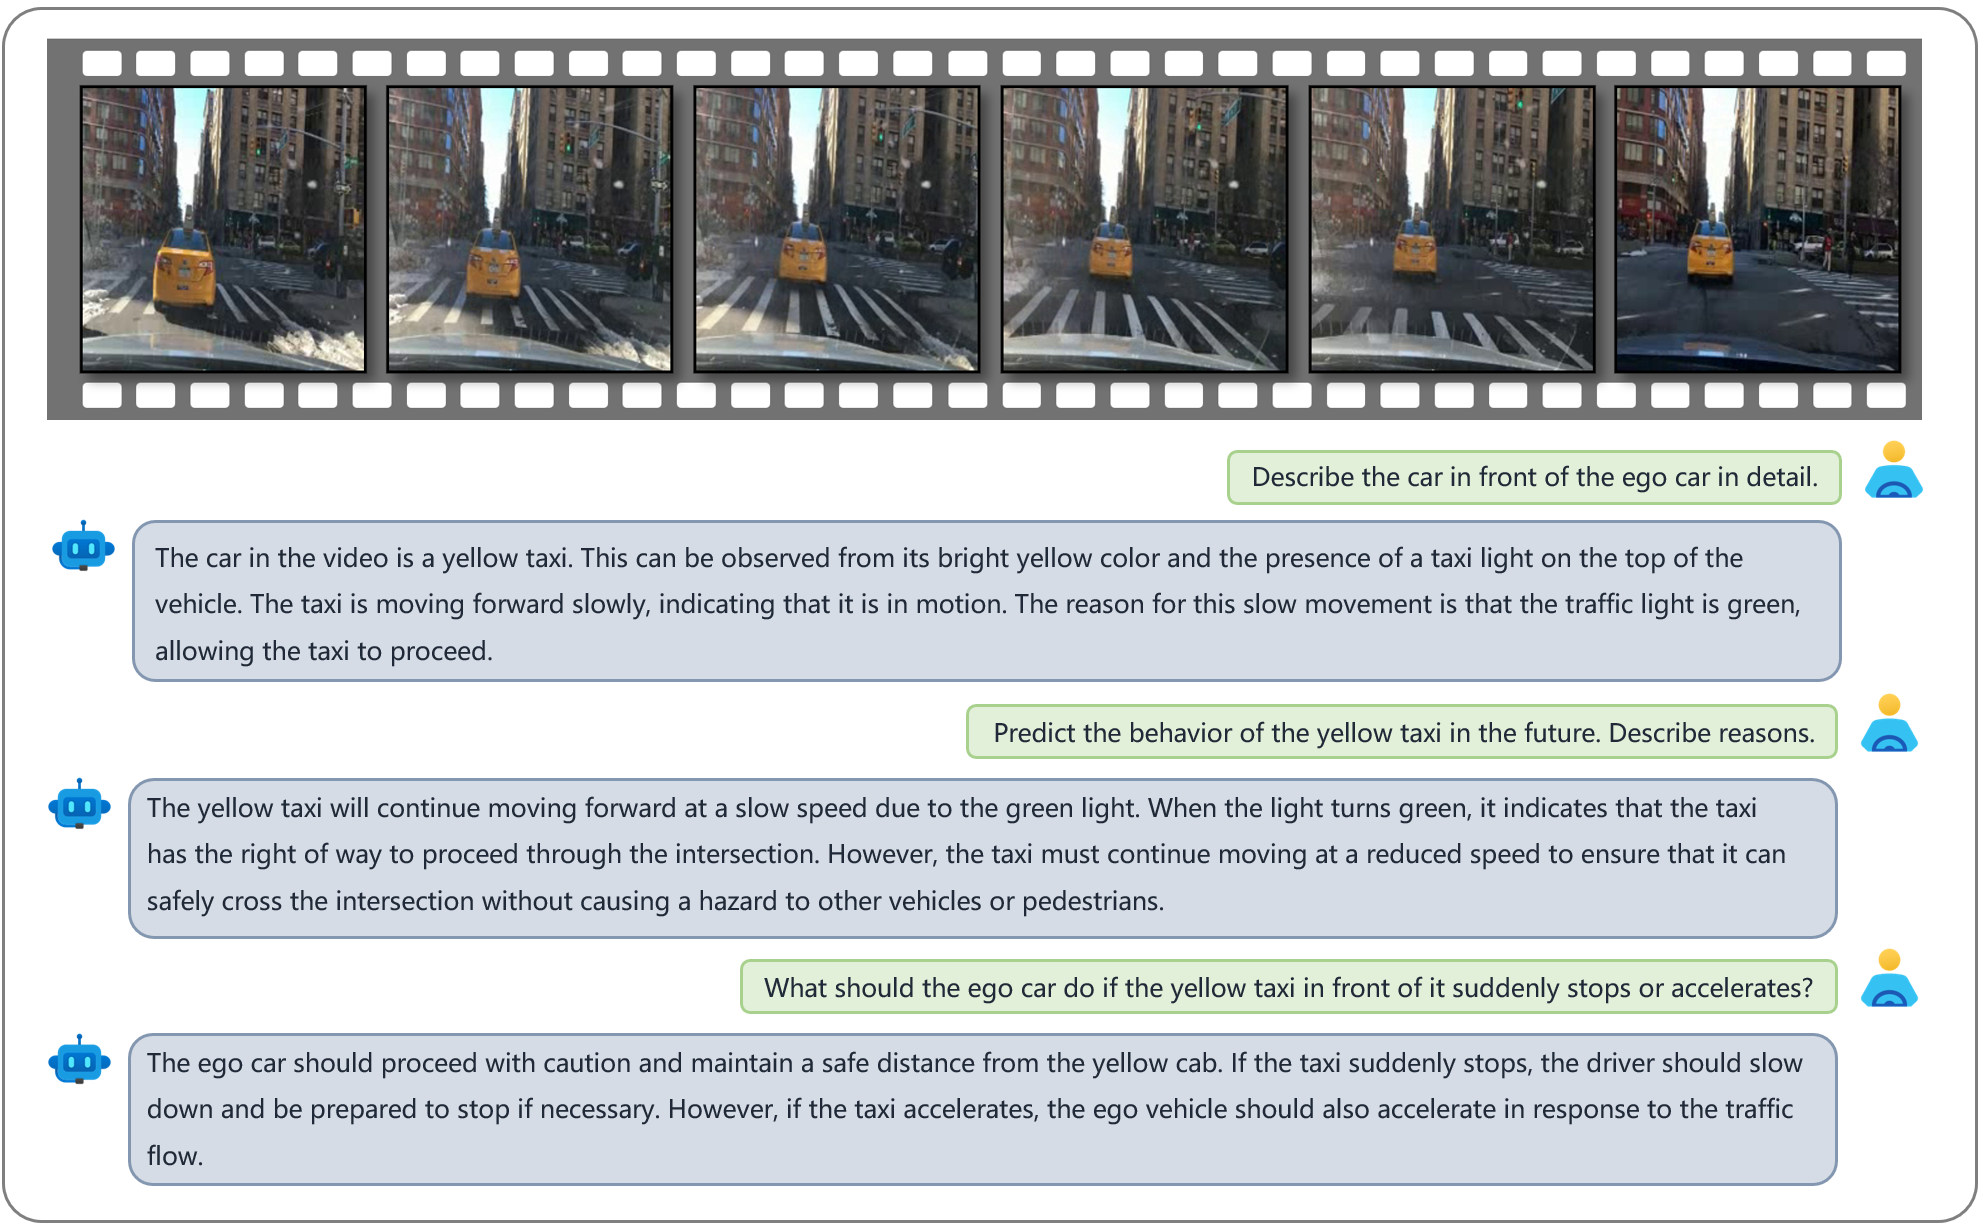 Describe the car in front of the ego car in detail.
The car in the video is a yellow taxi. This can be observed from its bright yellow color and the presence of a taxi light on the top of the
vehicle. The taxi is moving forward slowly, indicating that it is in motion. The reason for this slow movement is that the traffic light is green,
allowing the taxi to proceed.
Predict the behavior of the yellow taxi in the future. Describe reasons.
The yellow taxi will continue moving forward at a slow speed due to the green light. When the light turns green, it indicates that the taxi
has the right of way to proceed through the intersection. However, the taxi must continue moving at a reduced speed to ensure that it can
safely cross the intersection without causing a hazard to other vehicles or pedestrians.
What should the ego car do if the yellow taxi in front of it suddenly stops or accelerates?
The ego car should proceed with caution and maintain a safe distance from the yellow cab. If the taxi suddenly stops, the driver should slow
down and be prepared to stop if necessary. However, if the taxi accelerates, the ego vehicle should also accelerate in response to the traffic
flow.